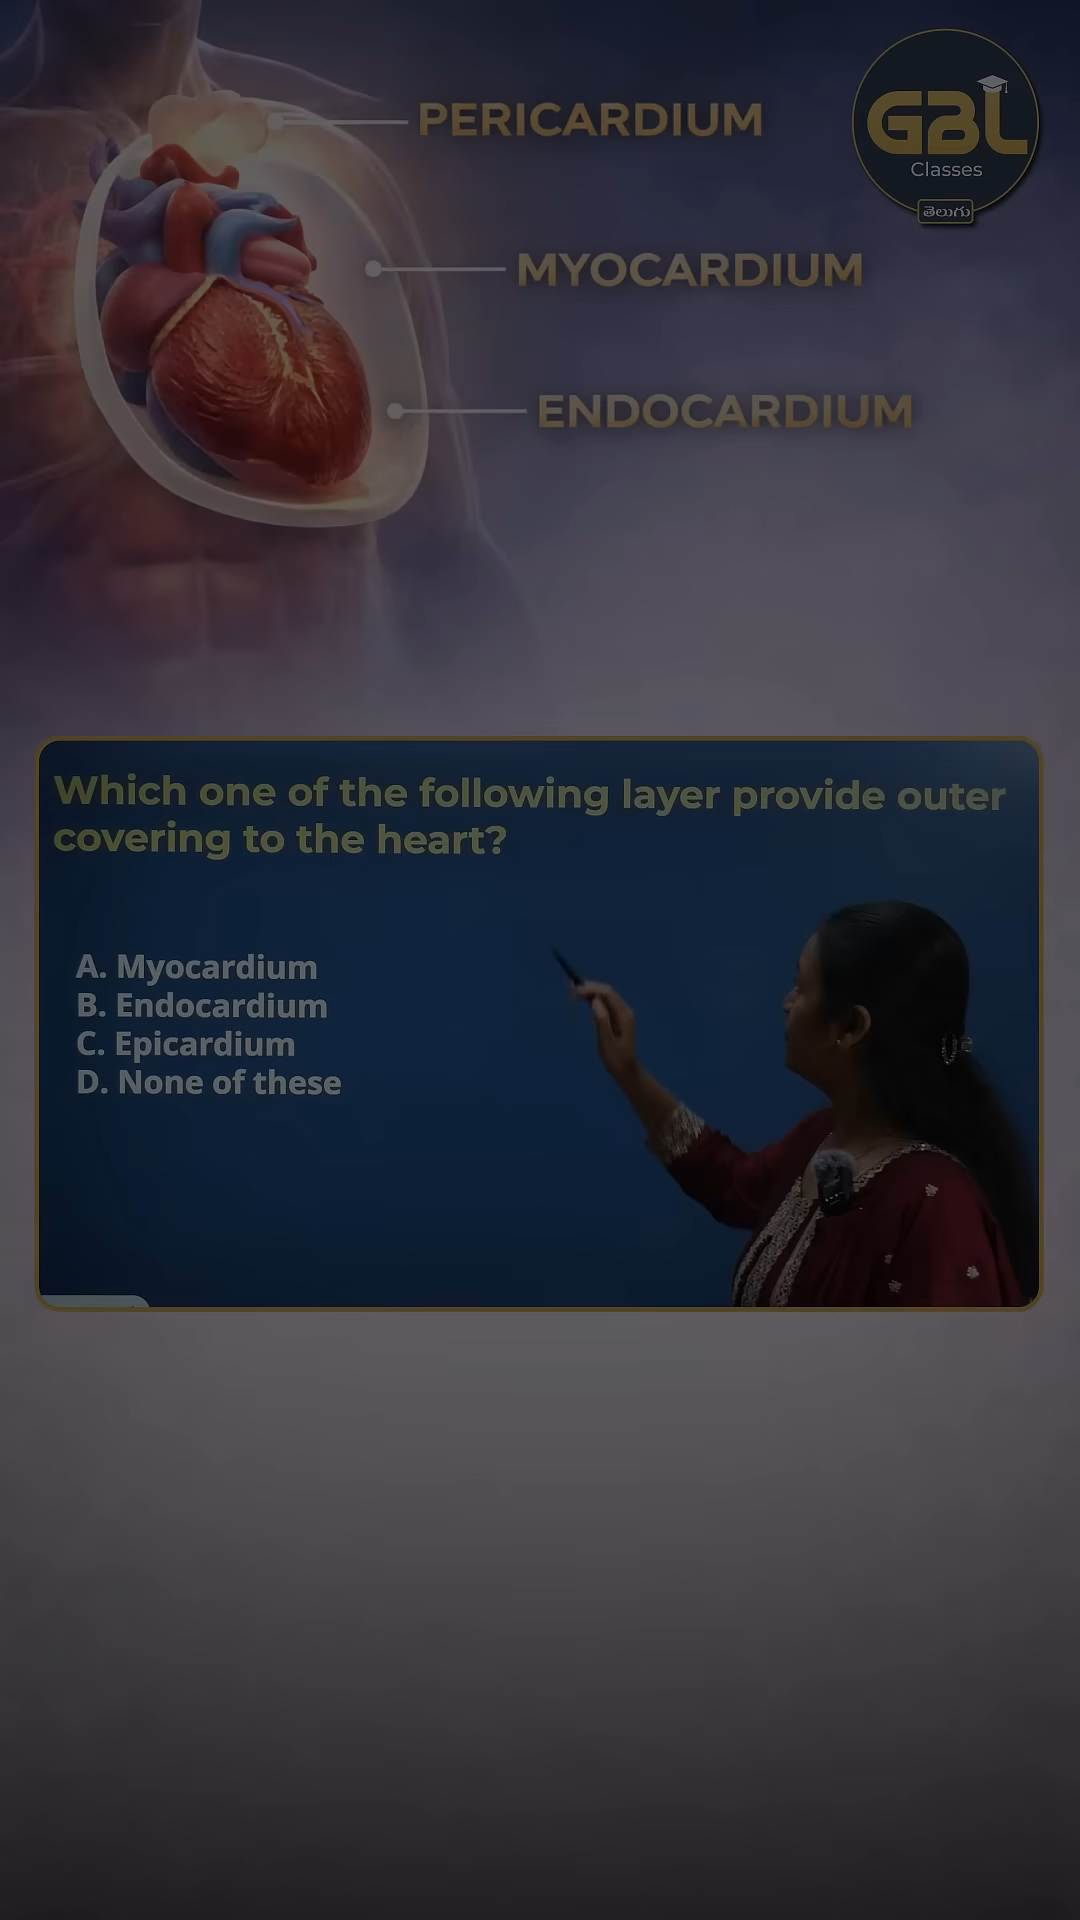 PERICARDIUM
GBL
Classes
తెలుగు
MYOCARDIUM
ENDOCARDIUM
Which one of the following layer provide outer
covering to the heart?
A. Myocardium
B. Endocardium
C. Epicardium
D. None of these